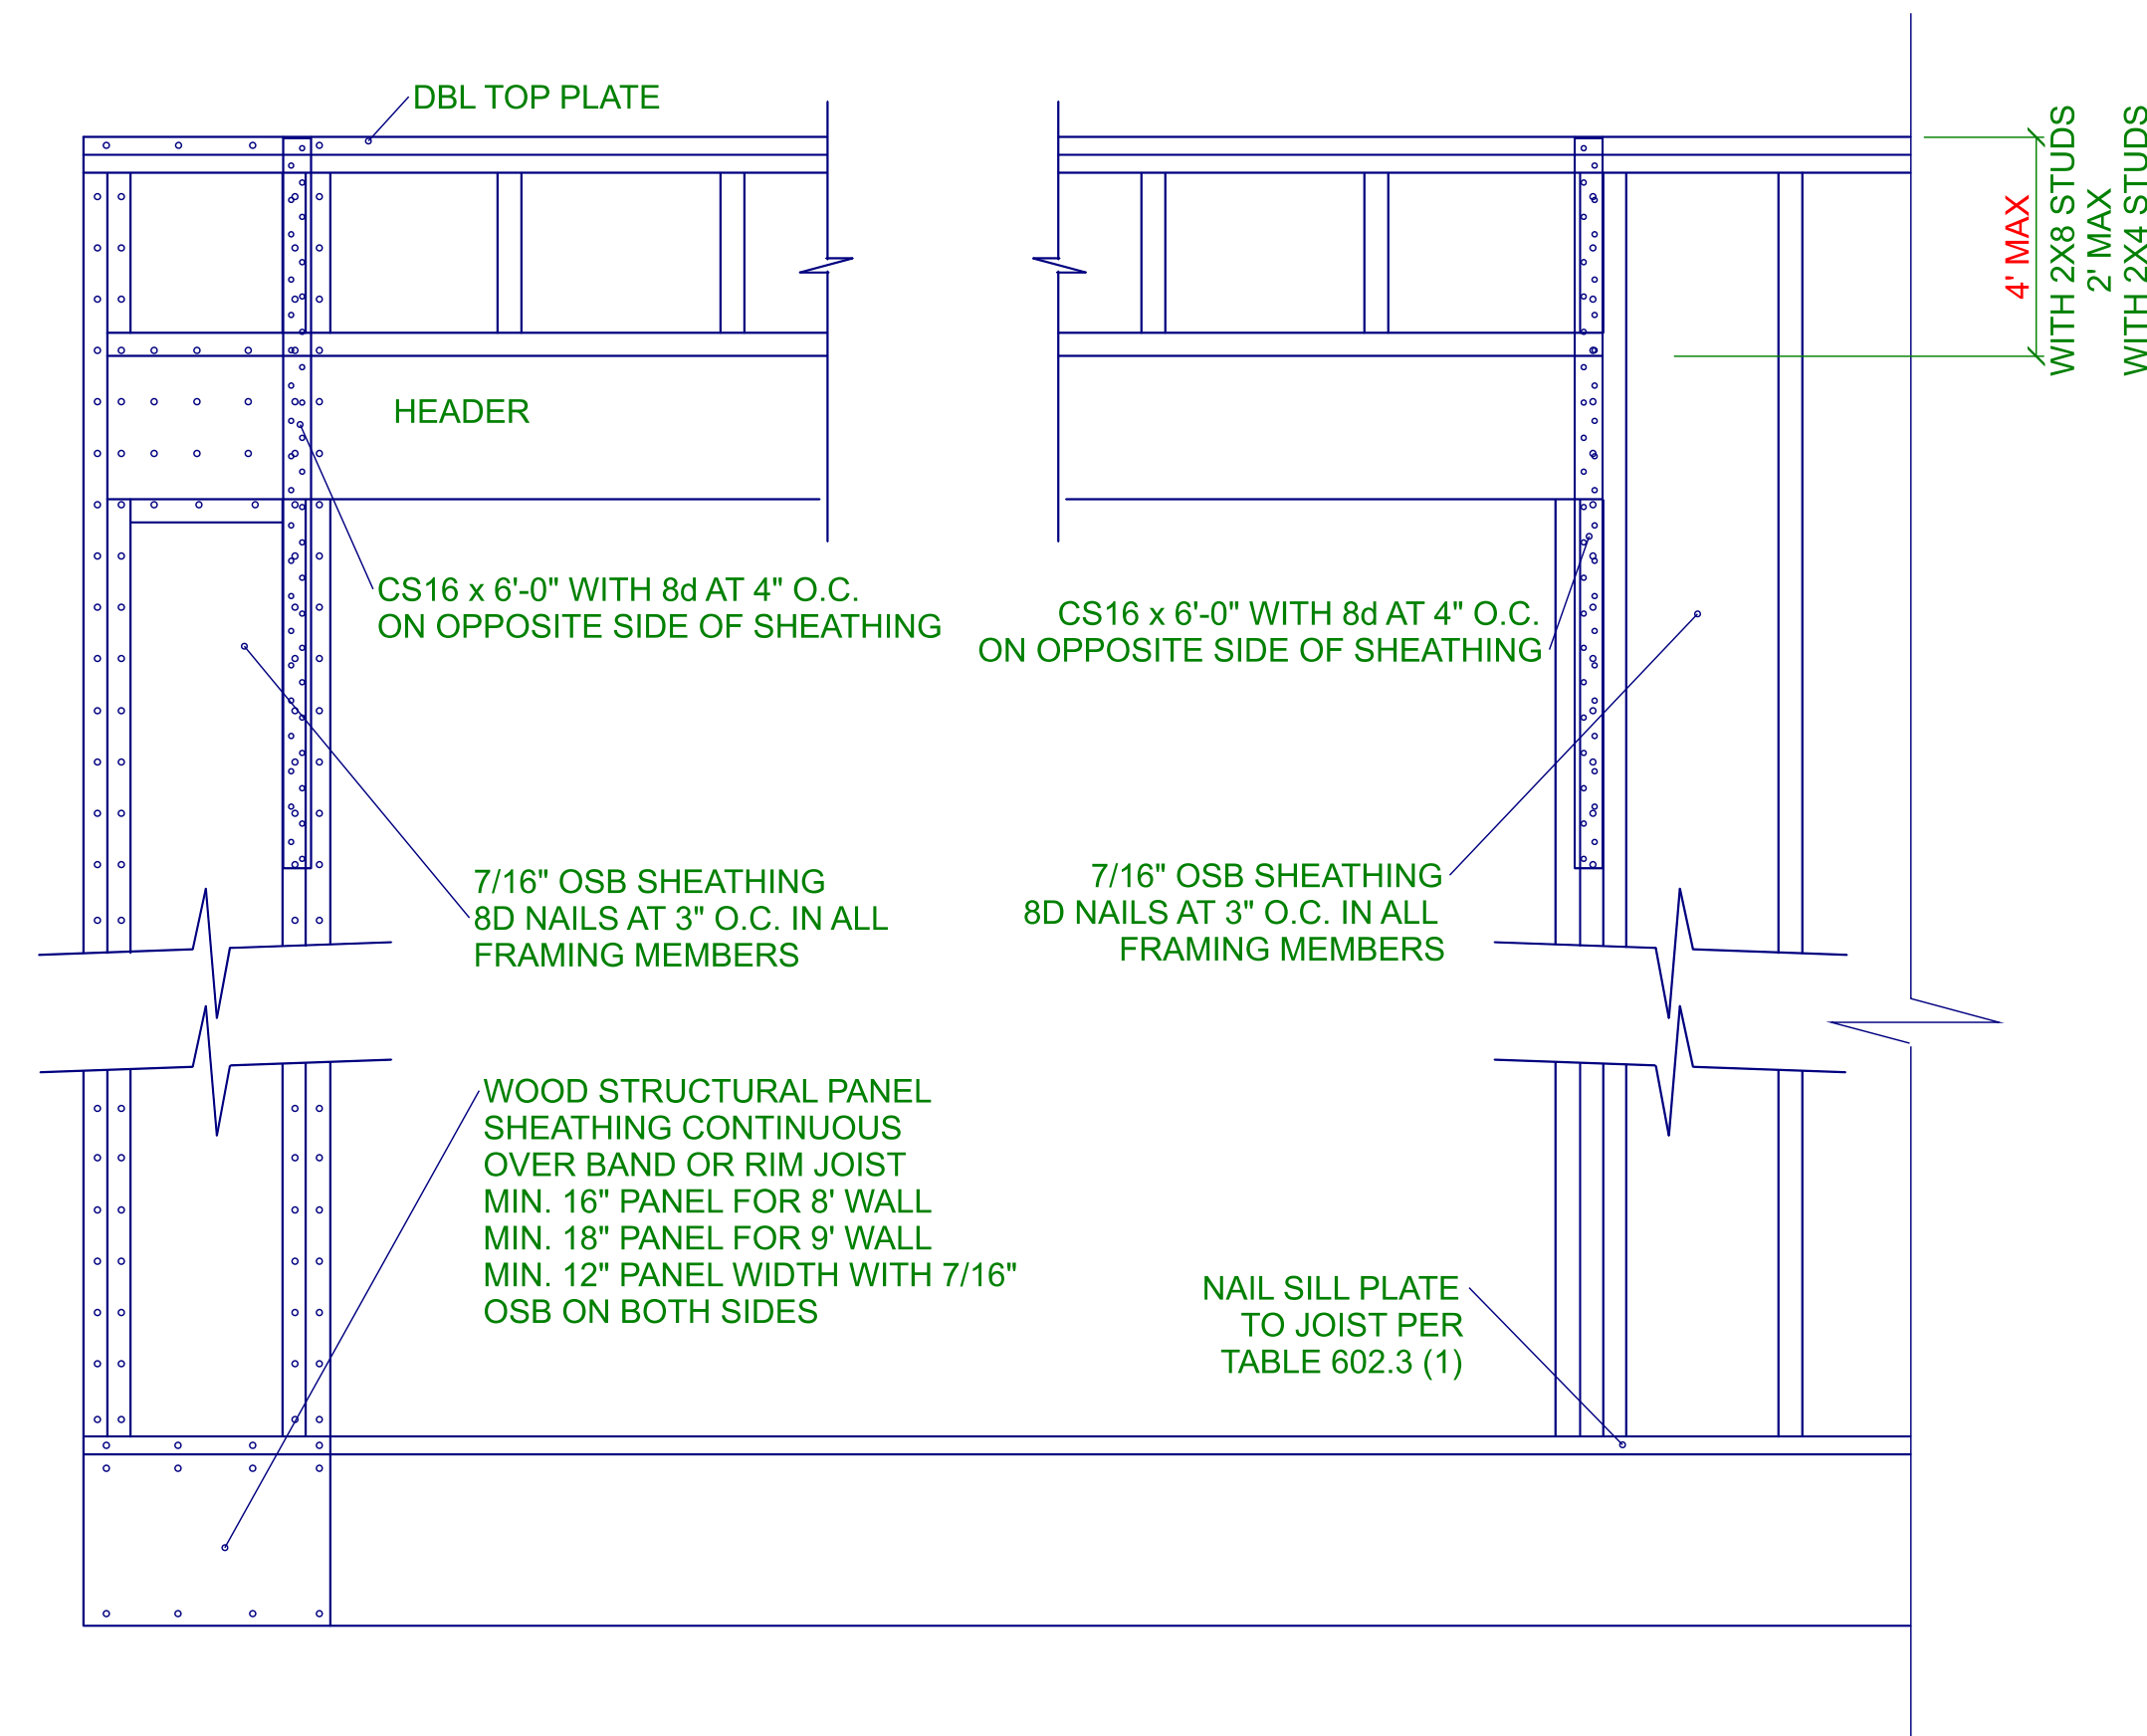 DBL TOP PLATE
4' MAX
WITH 2X8 STUDS
2' MAX
WITH 2X4 STUDS
HEADER
CS16 x 6'-0" WITH 8d AT 4" O.C.
ON OPPOSITE SIDE OF SHEATHING
CS16 x 6'-0" WITH 8d AT 4" O.C.
ON OPPOSITE SIDE OF SHEATHING
7/16" OSB SHEATHING
8D NAILS AT 3" O.C. IN ALL
FRAMING MEMBERS
7/16" OSB SHEATHING
8D NAILS AT 3" O.C. IN ALL
FRAMING MEMBERS
WOOD STRUCTURAL PANEL
SHEATHING CONTINUOUS
OVER BAND OR RIM JOIST
MIN. 16" PANEL FOR 8' WALL
MIN. 18" PANEL FOR 9' WALL
MIN. 12" PANEL WIDTH WITH 7/16"
OSB ON BOTH SIDES
NAIL SILL PLATE
TO JOIST PER
TABLE 602.3 (1)